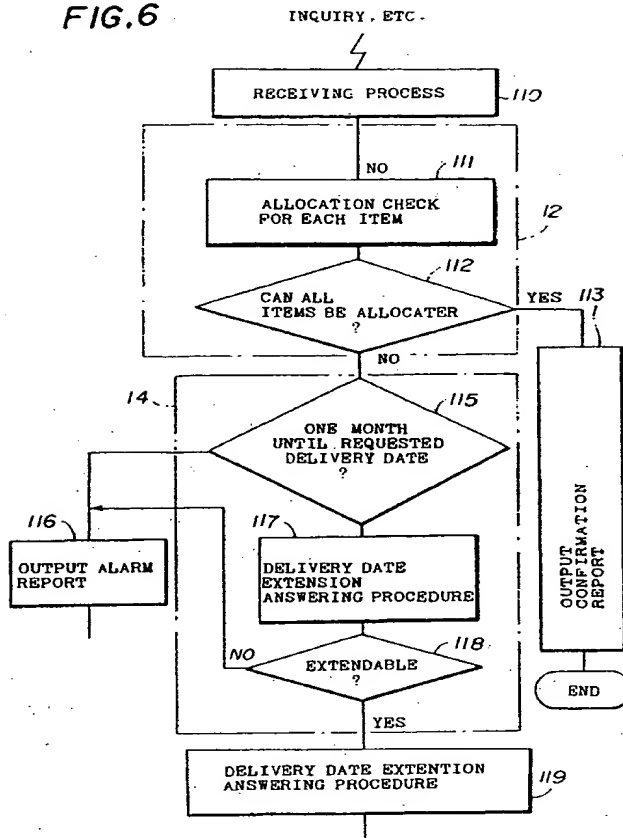 FIG.6
INQUIRY, ETC.
RECEIVING PROCESS
110
NO
111
ALLOCATION CHECK
FOR EACH ITEM
12
112
CAN ALL
ITEMS BE ALLOCATER
?
YES
113
NO
14
115
ONE MONTH
UNTIL REQUESTED
DELIVERY DATE
?
116
OUTPUT ALARM
REPORT
117
DELIVERY DATE
EXTENSION
ANSWERING PROCEDURE
OUTPUT
CONFIRMATION
REPORT
118
NO
EXTENDABLE
?
END
YES
DELIVERY DATE EXTENTION
ANSWERING PROCEDURE
119